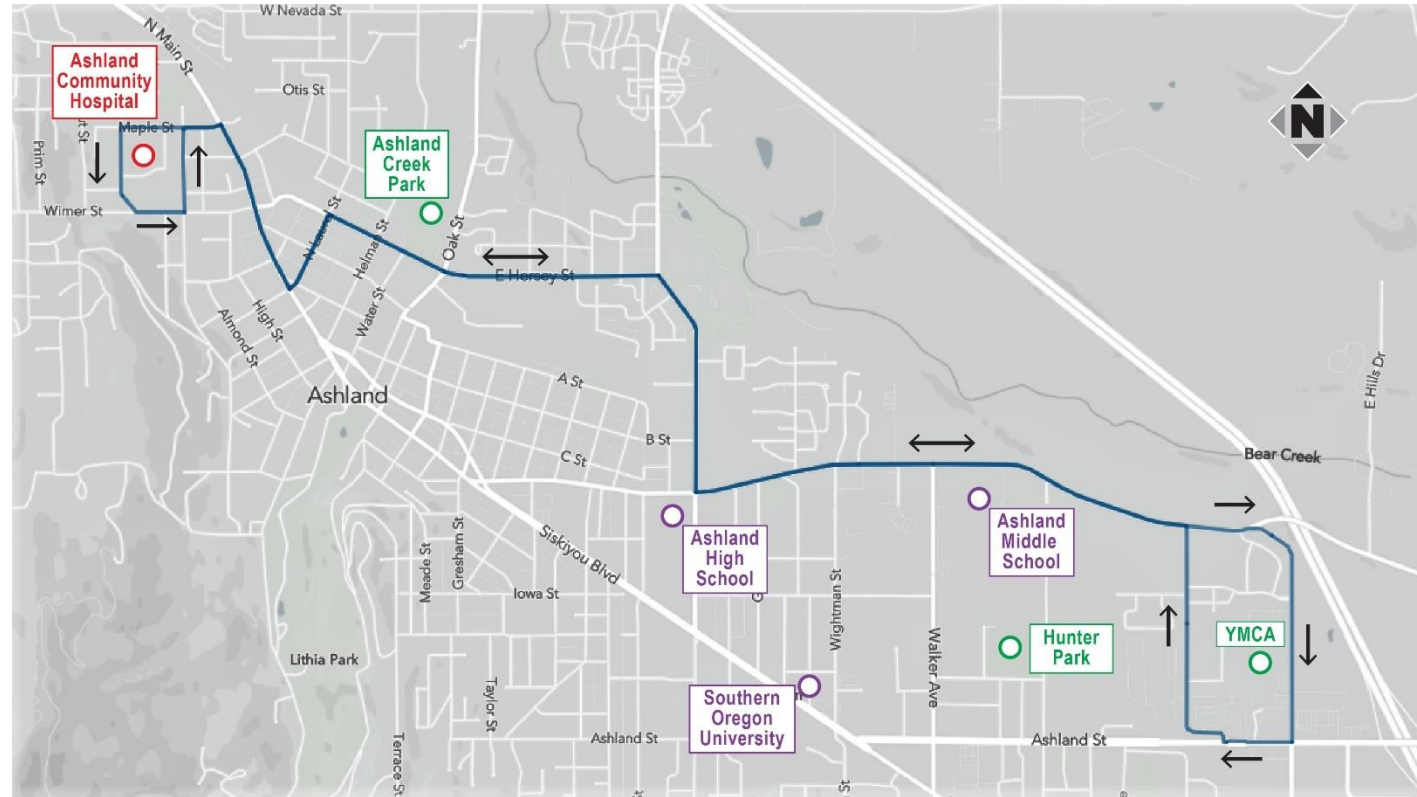 W Nevada St
N Main St
Ashland
Community
Hospital
Otis St
Maple St
Prim St
Wimer St
Ashland
Creek
Park
N Laurel St
Helman St
Oak St
E Hersey St
Water St
High St
Almond St
Ashland
A St
B St
C St
N
E Hills Dr
Bear Creek
Siskiyou Blvd
Ashland
High
School
Ashland
Middle
School
Meade St
Gresham St
Iowa St
Wightman St
Walker Ave
Hunter
Park
YMCA
Lithia Park
Taylor St
Terrace St
Southern
Oregon
University
Ashland St
Ashland St